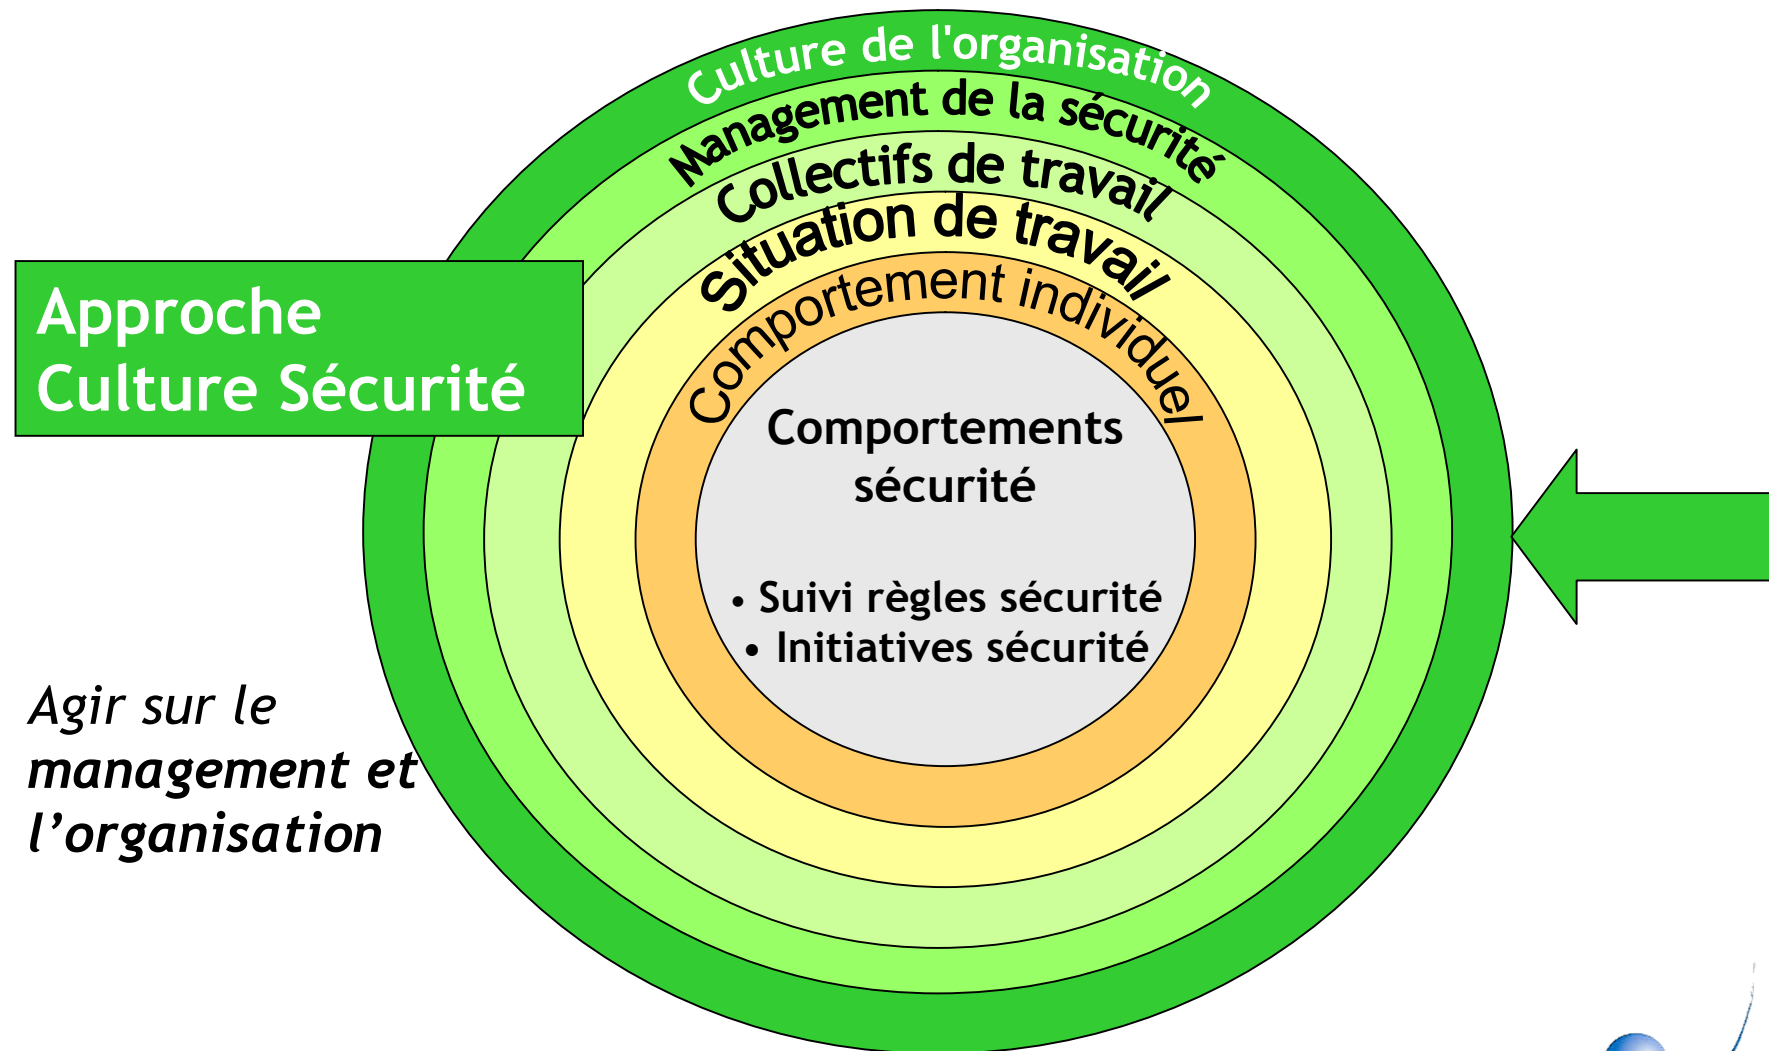 Culture de l'organisation
Management de la sécurité
Collectifs de travail
Situation de travail
Comportement individuel
Approche
Culture Sécurité
Comportements
sécurité
• Suivi règles sécurité
• Initiatives sécurité
Agir sur le
management et
l’organisation